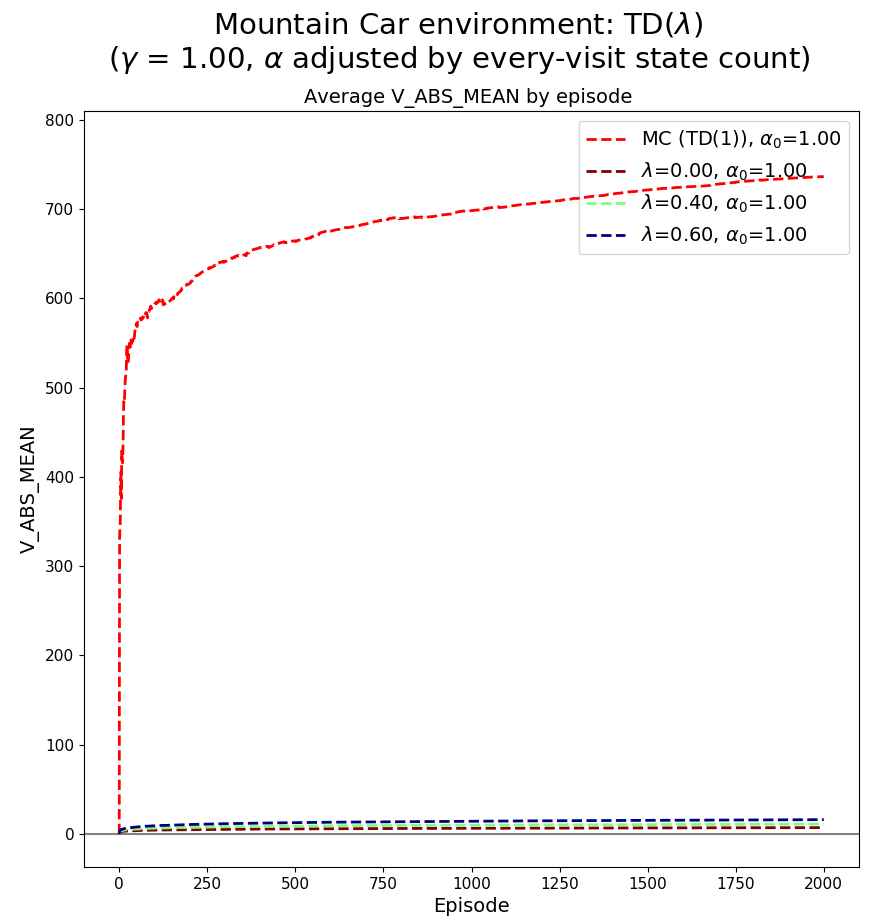 Mountain Car environment: TD(λ)
(γ = 1.00, α adjusted by every-visit state count)
Average V_ABS_MEAN by episode
MC (TD(1)), α₀=1.00
λ=0.00, α₀=1.00
λ=0.40, α₀=1.00
λ=0.60, α₀=1.00
800
700
600
500
400
300
200
100
0
V_ABS_MEAN
0 250 500 750 1000 1250 1500 1750 2000
Episode